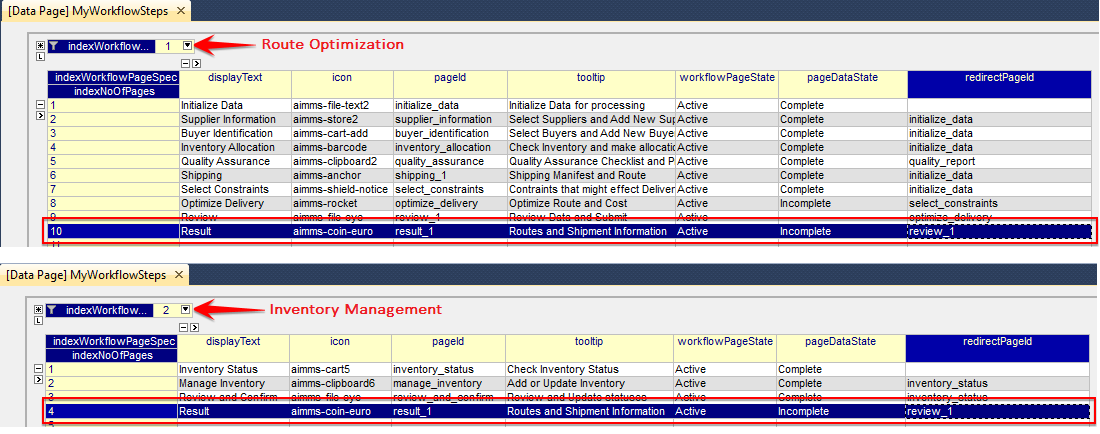 [Data Page] MyWorkflowSteps
indexWorkflow... 1 Route Optimization
indexWorkflowPageSpec displayText icon pageId tooltip workflowPageState pageDataState redirectPageId
indexNoOfPages
1 Initialize Data aimms-file-text2 initialize_data Initialize Data for processing Active Complete
2 Supplier Information aimms-store2 supplier_information Select Suppliers and Add New Sup Active Complete initialize_data
3 Buyer Identification aimms-cart-add buyer_identification Select Buyers and Add New Buye Active Complete initialize_data
4 Inventory Allocation aimms-barcode inventory_allocation Check Inventory and make allocati Active Complete initialize_data
5 Quality Assurance aimms-clipboard2 quality_assurance Quality Assurance Checklist and P Active Complete quality_report
6 Shipping aimms-anchor shipping_1 Shipping Manifest and Route Active Complete initialize_data
7 Select Constraints aimms-shield-notice select_constraints Contraints that might effect Deliver Active Complete initialize_data
8 Optimize Delivery aimms-rocket optimize_delivery Optimize Route and Cost Active Incomplete select_constraints
9 Review aimms-file-eye review_1 Review Data and Submit Active optimize_delivery
10 Result aimms-coin-euro result_1 Routes and Shipment Information Active Incomplete review_1
11
[Data Page] MyWorkflowSteps
indexWorkflow... 2 Inventory Management
indexWorkflowPageSpec displayText icon pageId tooltip workflowPageState pageDataState redirectPageId
indexNoOfPages
1 Inventory Status aimms-cart5 inventory_status Check Inventory Status Active Complete
2 Manage Inventory aimms-clipboard6 manage_inventory Add or Update Inventory Active Complete inventory_status
3 Review and Confirm aimms-file-eye review_and_confirm Review and Update statuses Active Complete inventory_status
4 Result aimms-coin-euro result_1 Routes and Shipment Information Active Incomplete review_1